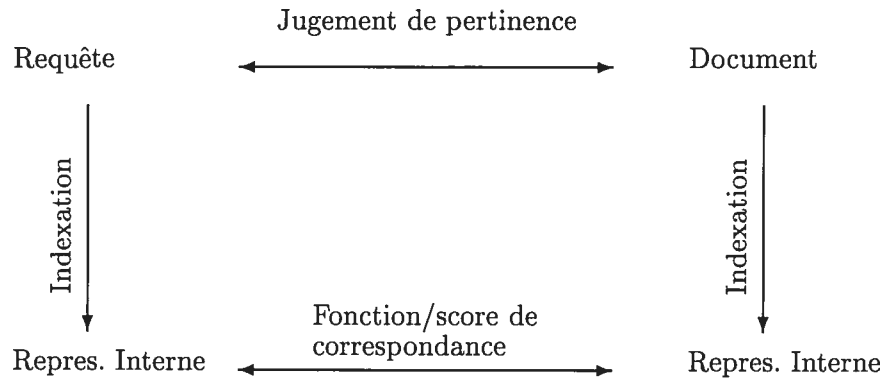 Jugement de pertinence
Requête
Document
Indexation
Indexation
Fonction/score de
correspondance
Repres. Interne
Repres. Interne